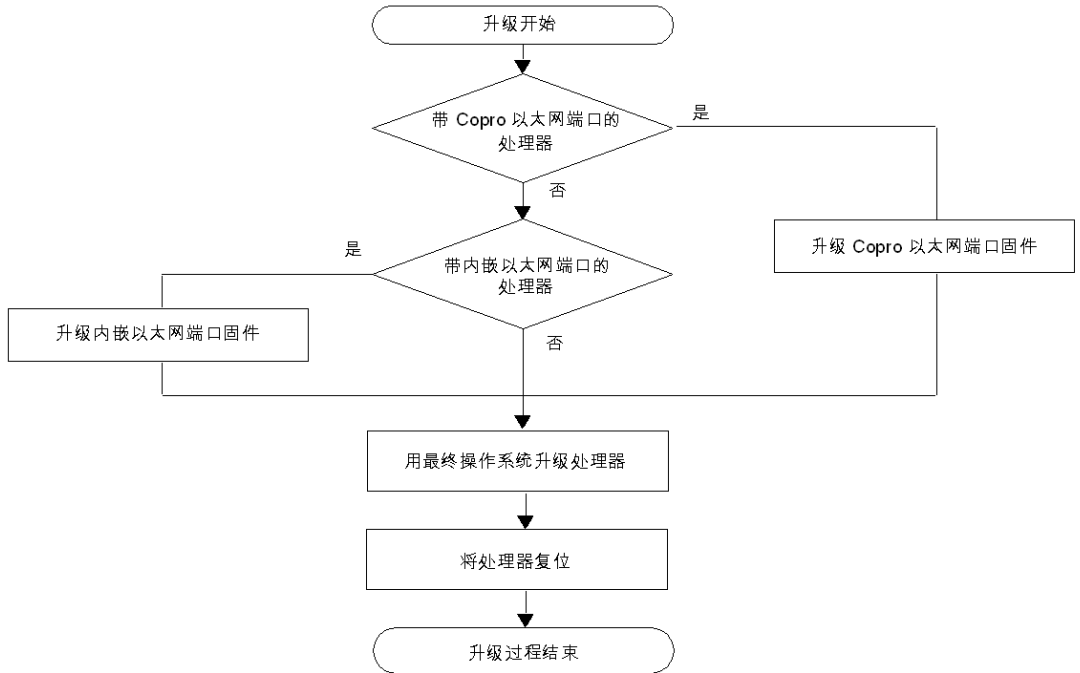 升级开始
带 Copro 以太网端口的
处理器
是
否
升级 Copro 以太网端口固件
是
带内嵌以太网端口的
处理器
升级内嵌以太网端口固件
否
用最终操作系统升级处理器
将处理器复位
升级过程结束